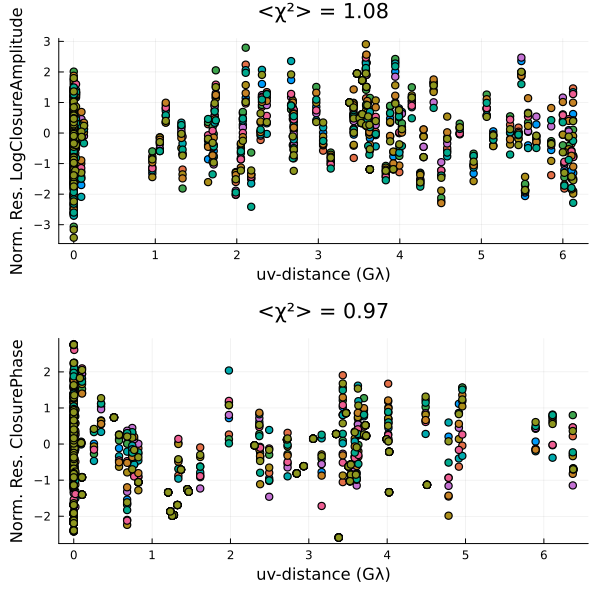 <χ²> = 1.08
Norm. Res. LogClosureAmplitude
3
2
1
0
−1
−2
−3
0 1 2 3 4 5 6
uv-distance (Gλ)
<χ²> = 0.97
Norm. Res. ClosurePhase
2
1
0
−1
−2
0 1 2 3 4 5 6
uv-distance (Gλ)